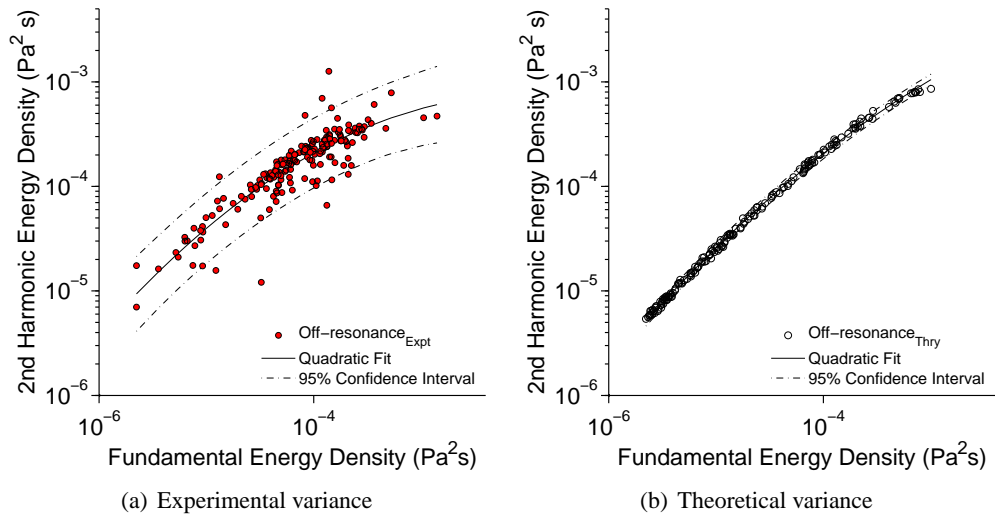 2nd Harmonic Energy Density (Pa² s)
10⁻³
10⁻⁴
10⁻⁵
10⁻⁶
Off−resonance_Expt
Quadratic Fit
95% Confidence Interval
10⁻⁶
10⁻⁴
Fundamental Energy Density (Pa²s)
(a) Experimental variance
2nd Harmonic Energy Density (Pa² s)
10⁻³
10⁻⁴
10⁻⁵
10⁻⁶
Off−resonance_Thry
Quadratic Fit
95% Confidence Interval
10⁻⁶
10⁻⁴
Fundamental Energy Density (Pa²s)
(b) Theoretical variance